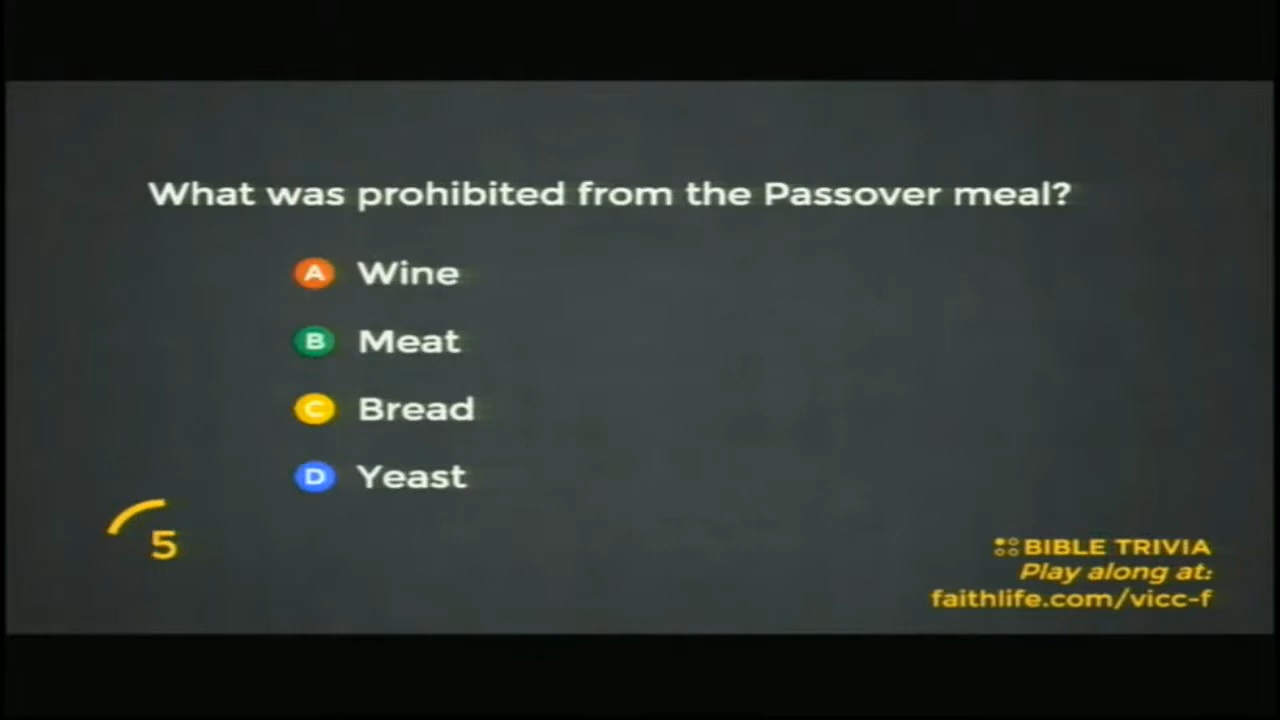 What was prohibited from the Passover meal?
A Wine
B Meat
C Bread
D Yeast
5
BIBLE TRIVIA
Play along at:
faithlife.com/vicc-f